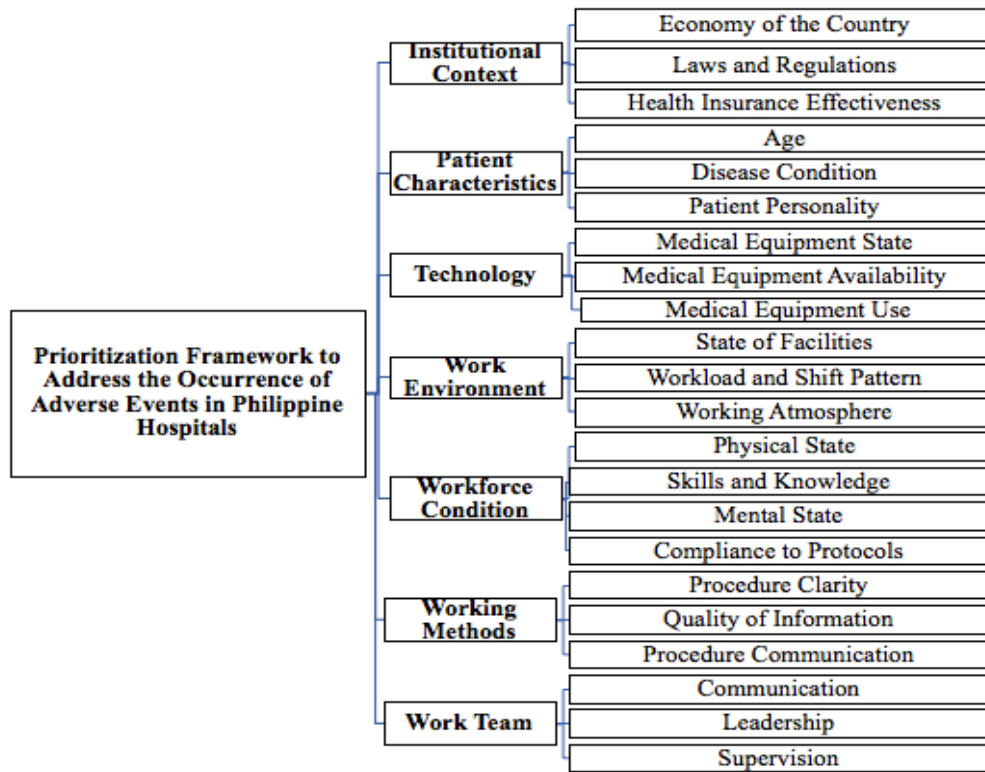 Prioritization Framework to
Address the Occurrence of
Adverse Events in Philippine
Hospitals
Institutional
Context
Economy of the Country
Laws and Regulations
Health Insurance Effectiveness
Patient
Characteristics
Age
Disease Condition
Patient Personality
Technology
Medical Equipment State
Medical Equipment Availability
Medical Equipment Use
Work
Environment
State of Facilities
Workload and Shift Pattern
Working Atmosphere
Workforce
Condition
Physical State
Skills and Knowledge
Mental State
Compliance to Protocols
Working
Methods
Procedure Clarity
Quality of Information
Procedure Communication
Work Team
Communication
Leadership
Supervision